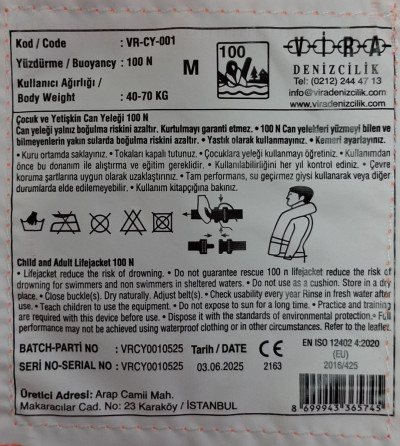 Kod / Code : VR-CY-001
Yüzdürme / Buoyancy : 100 N
Kullanıcı Ağırlığı /
Body Weight : 40-70 KG
M
100
VİRA
DENİZCİLİK
Tel: (0212) 244 47 13
info@viradenizcilik.com
www.viradenizcilik.com
Çocuk ve Yetişkin Can Yeleği 100 N
Can yeleği yalnız boğulma riskini azaltır. Kurtulmayı garanti etmez. • 100 N Can yelekleri yüzmeyi bilen ve
bilmeyenlerin yakın sularda boğulma riskini azaltır. • Yastık olarak kullanmayınız. • Kemeri ayarlayınız.
• Kuru ortamda saklayınız. • Tokaları kapalı tutunuz. • Çocuklara yeleği kullanmayı öğretiniz. • Kullanımdan
önce bu donanım ile alıştırma ve eğitim gereklidir. • Kullanılabilirliğini her yıl kontrol ediniz. • Çevre
koruma şartlarına uygun olarak uzaklaştırınız. • Tam performans, su geçirmez giysi kullanarak veya diğer
durumlarda elde edilemeyebilir. • Kullanım kitapçığına bakınız.
Child and Adult Lifejacket 100 N
• Lifejacket reduce the risk of drowning. • Do not guarantee rescue 100 n lifejacket reduce the risk of
drowning for swimmers and non swimmers in sheltered waters. • Do not use as a cushion. Store in a dry
place. • Close buckle(s). Dry naturally. Adjust belt(s). • Check usability every year Rinse in fresh water after
use. • Teach children to use the equipment. • Do not expose to sun for a long time. • Practice and training
are required with this device before use. • Dispose it with the standards of environmental protection. • Full
performance may not be achieved using waterproof clothing or in other circumstances. Refer to the leaflet.
BATCH-PARTİ NO : VRCY0010525 Tarih / DATE CE EN ISO 12402 4:2020
(EU)
SERİ NO-SERIAL NO : VRCY0010525 03.06.2025 2163 2016/425
Üretici Adresi: Arap Camii Mah.
Makaracılar Cad. No: 23 Karaköy / İSTANBUL
8 699943 365745